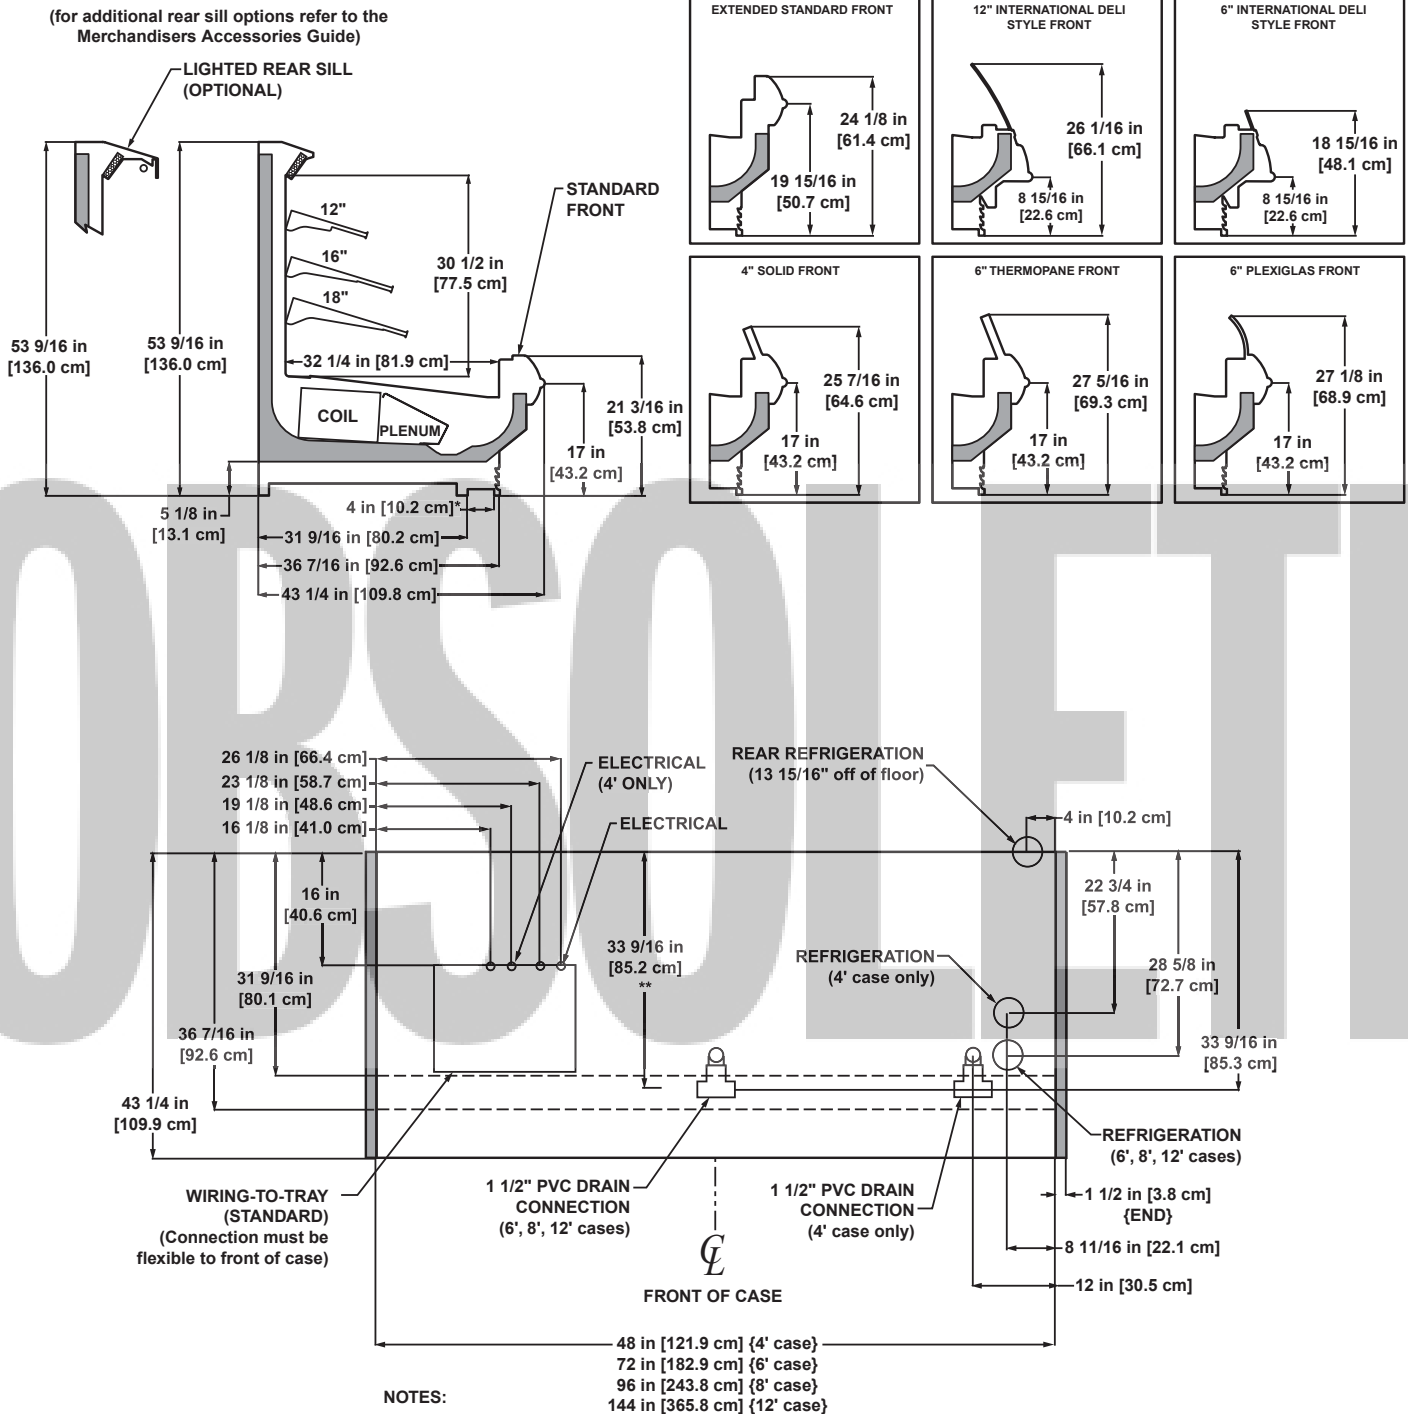 (for additional rear sill options refer to the
Merchandisers Accessories Guide)
LIGHTED REAR SILL
(OPTIONAL)
53 9/16 in
[136.0 cm]
53 9/16 in
[136.0 cm]
12"
16"
18"
30 1/2 in
[77.5 cm]
32 1/4 in [81.9 cm]
STANDARD
FRONT
COIL
PLENUM
21 3/16 in
[53.8 cm]
17 in
[43.2 cm]
5 1/8 in
[13.1 cm]
4 in [10.2 cm]*
31 9/16 in [80.2 cm]
36 7/16 in [92.6 cm]
43 1/4 in [109.8 cm]
EXTENDED STANDARD FRONT
24 1/8 in
[61.4 cm]
19 15/16 in
[50.7 cm]
12" INTERNATIONAL DELI
STYLE FRONT
26 1/16 in
[66.1 cm]
8 15/16 in
[22.6 cm]
6" INTERNATIONAL DELI
STYLE FRONT
18 15/16 in
[48.1 cm]
8 15/16 in
[22.6 cm]
4" SOLID FRONT
25 7/16 in
[64.6 cm]
17 in
[43.2 cm]
6" THERMOPANE FRONT
27 5/16 in
[69.3 cm]
17 in
[43.2 cm]
6" PLEXIGLAS FRONT
27 1/8 in
[68.9 cm]
17 in
[43.2 cm]
OBSOLETE
26 1/8 in [66.4 cm]
23 1/8 in [58.7 cm]
19 1/8 in [48.6 cm]
16 1/8 in [41.0 cm]
ELECTRICAL
(4' ONLY)
ELECTRICAL
REAR REFRIGERATION
(13 15/16" off of floor)
4 in [10.2 cm]
16 in
[40.6 cm]
31 9/16 in
[80.1 cm]
36 7/16 in
[92.6 cm]
43 1/4 in
[109.9 cm]
33 9/16 in
[85.2 cm]
**
REFRIGERATION
(4' case only)
22 3/4 in
[57.8 cm]
28 5/8 in
[72.7 cm]
33 9/16 in
[85.3 cm]
REFRIGERATION
(6', 8', 12' cases)
WIRING-TO-TRAY
(STANDARD)
(Connection must be
flexible to front of case)
1 1/2" PVC DRAIN
CONNECTION
(6', 8', 12' cases)
1 1/2" PVC DRAIN
CONNECTION
(4' case only)
1 1/2 in [3.8 cm]
{END}
8 11/16 in [22.1 cm]
12 in [30.5 cm]
CL
FRONT OF CASE
48 in [121.9 cm] {4' case}
72 in [182.9 cm] {6' case}
96 in [243.8 cm] {8' case}
144 in [365.8 cm] {12' case}
NOTES: